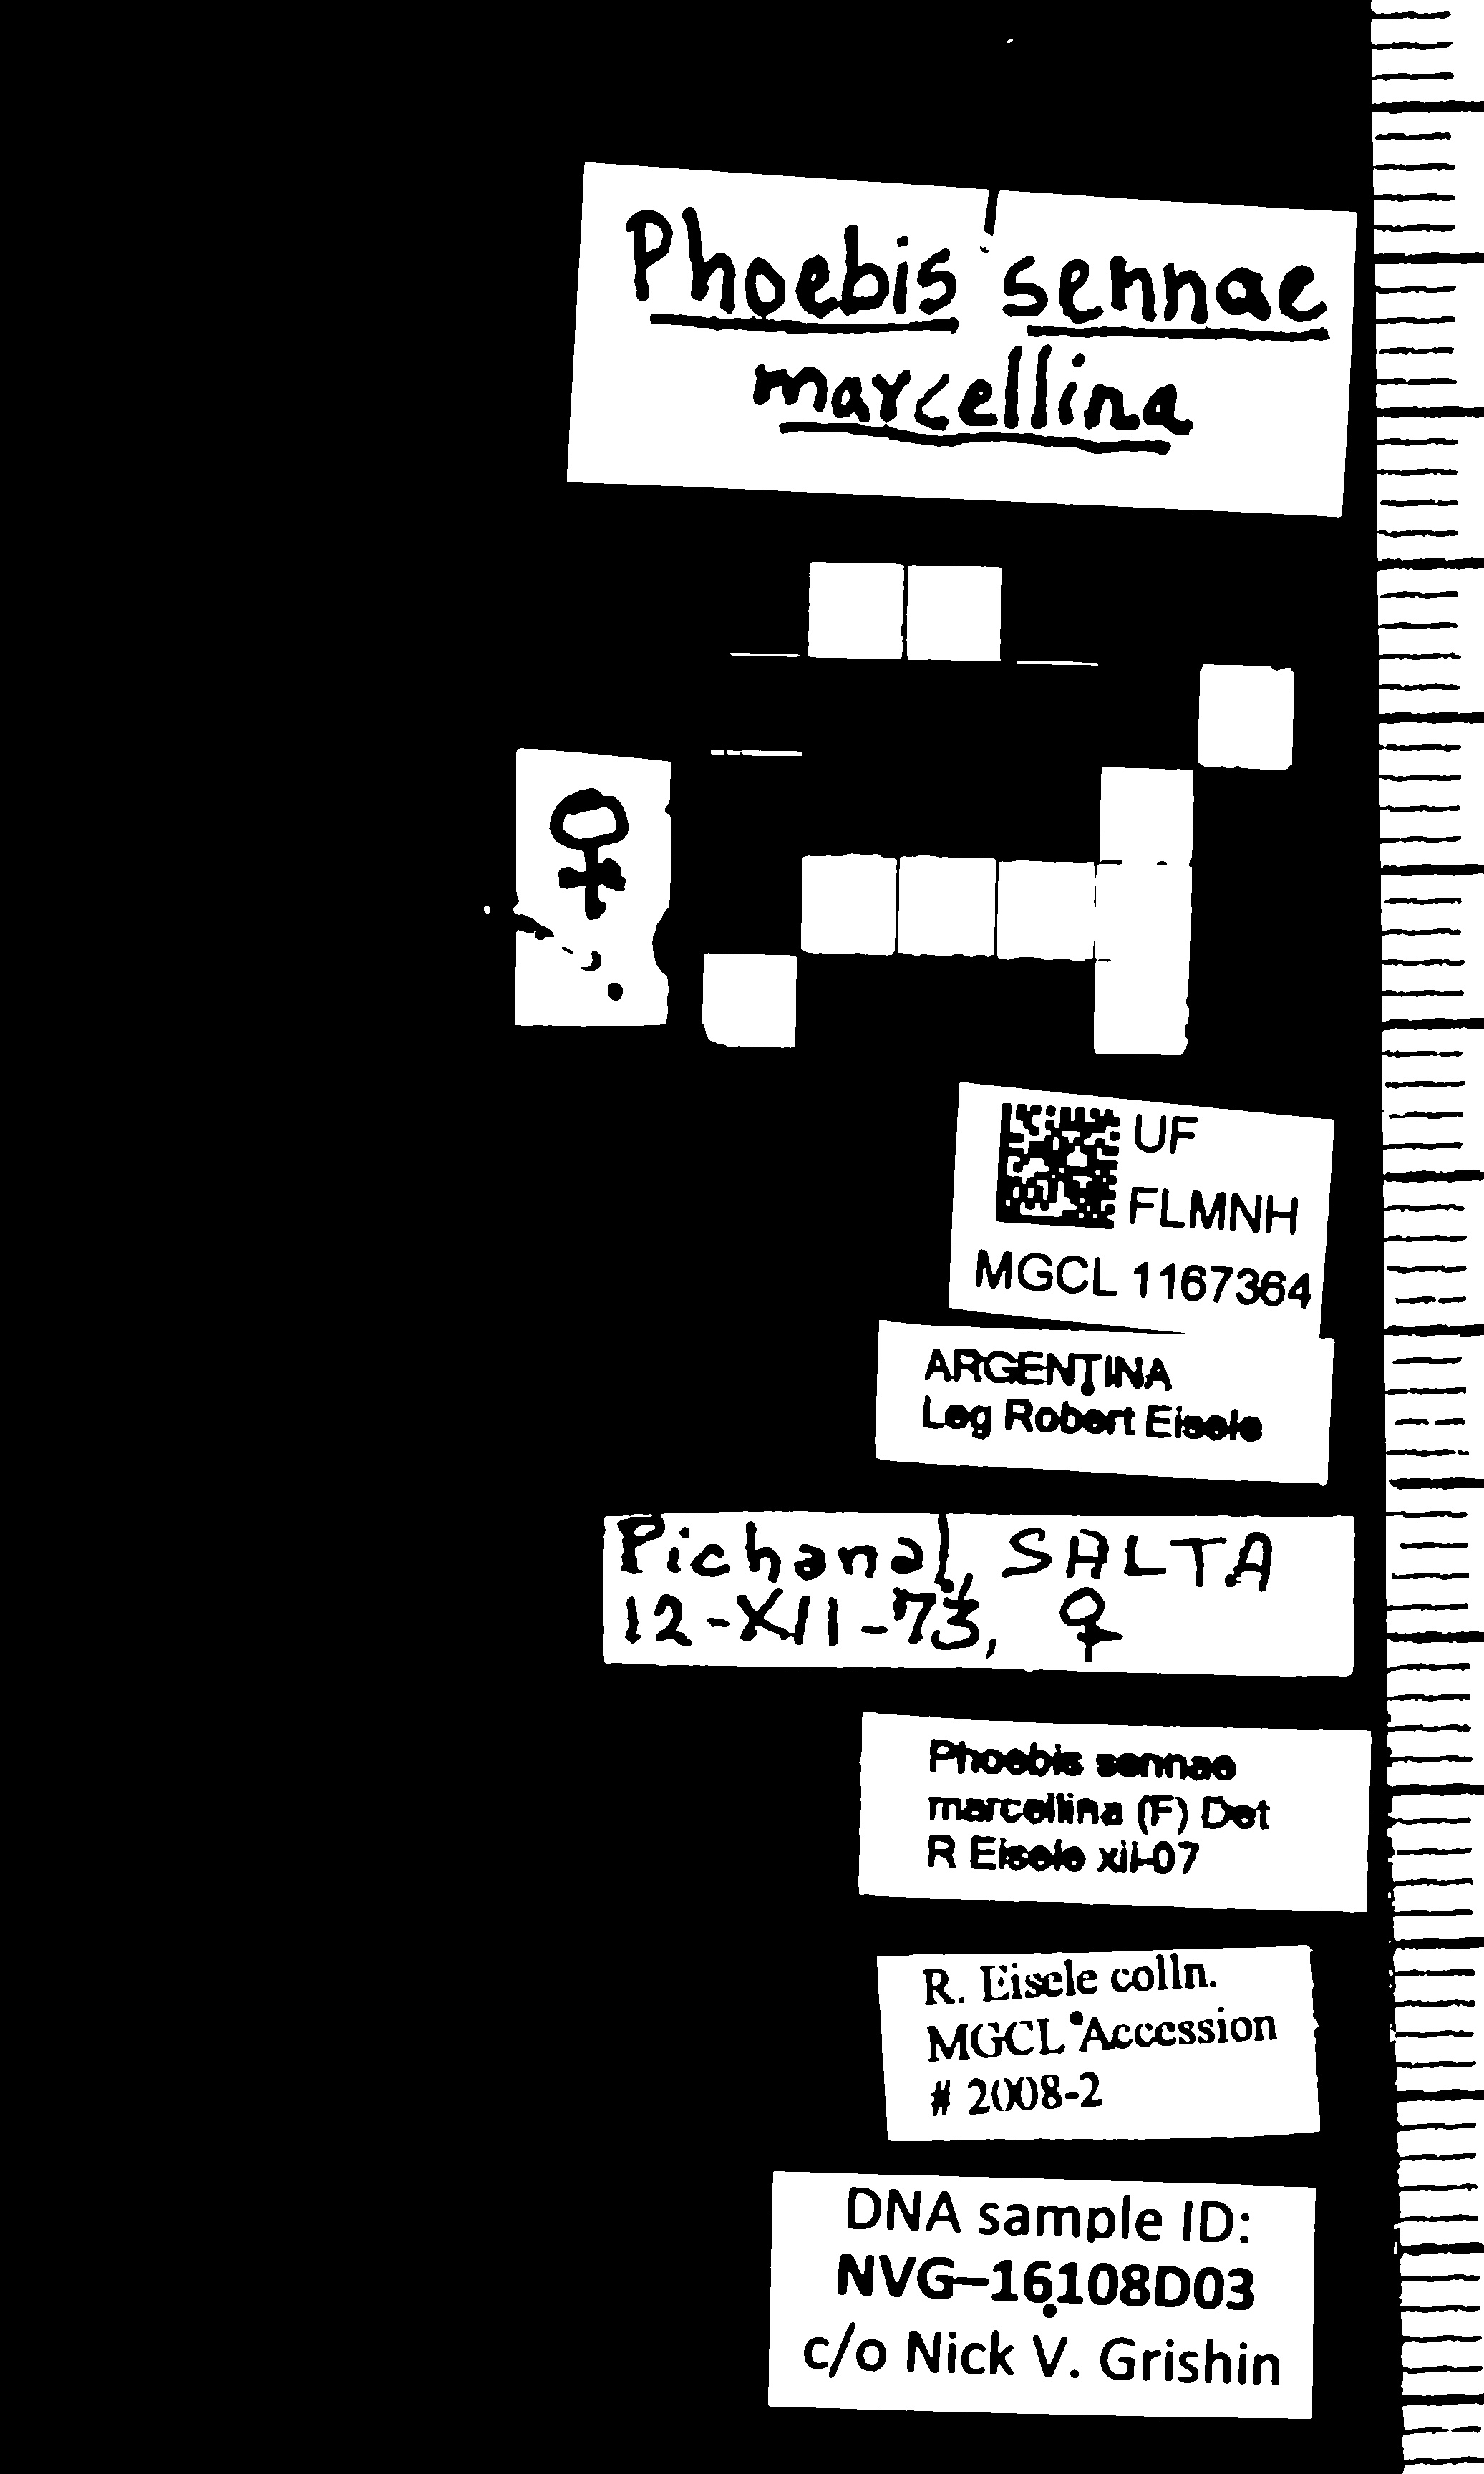 Phoebis sennae
marcellina
♀
UF
FLMNH
MGCL 1167364
ARGENTINA
Leg Robert Eisele
Pichanal, SALTA
12-XII-73, ♀
Phoebis sennae
marcellina (F) Det
R Eisele xii-07
R. Eisele colln.
MGCL Accession
# 2008-2
DNA sample ID:
NVG-16108D03
c/o Nick V. Grishin